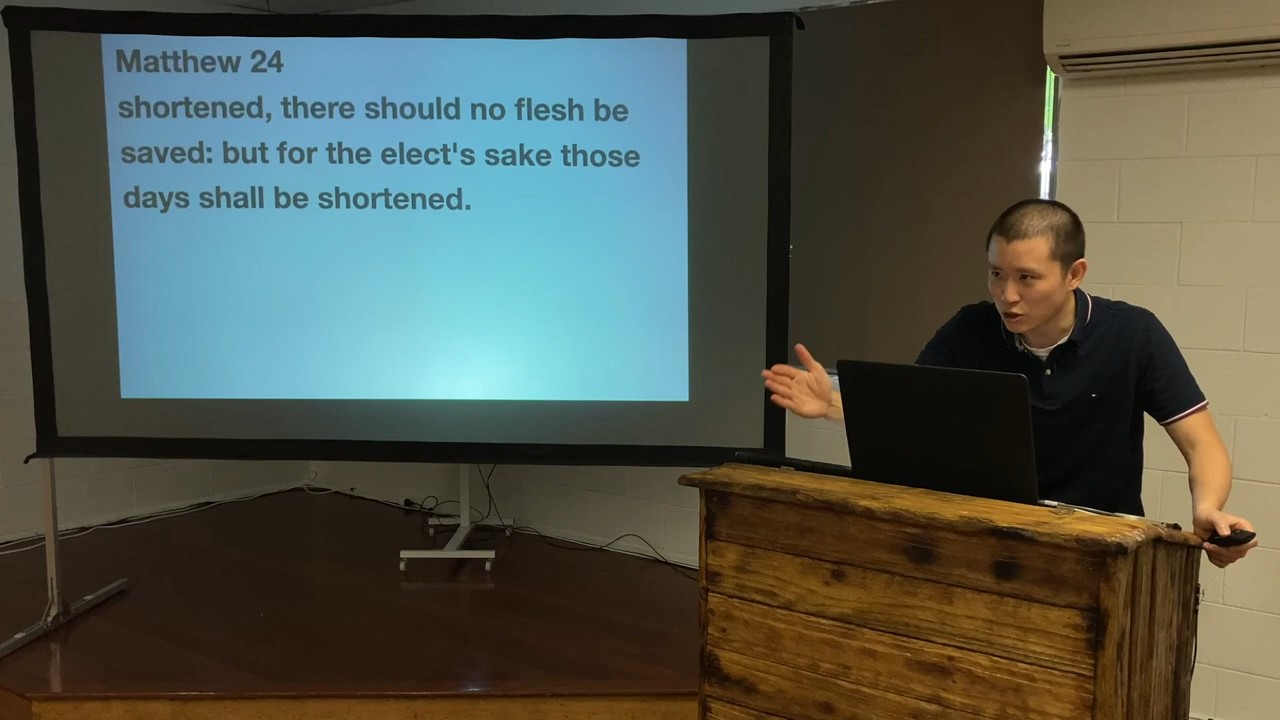 Matthew 24
shortened, there should no flesh be
saved: but for the elect's sake those
days shall be shortened.